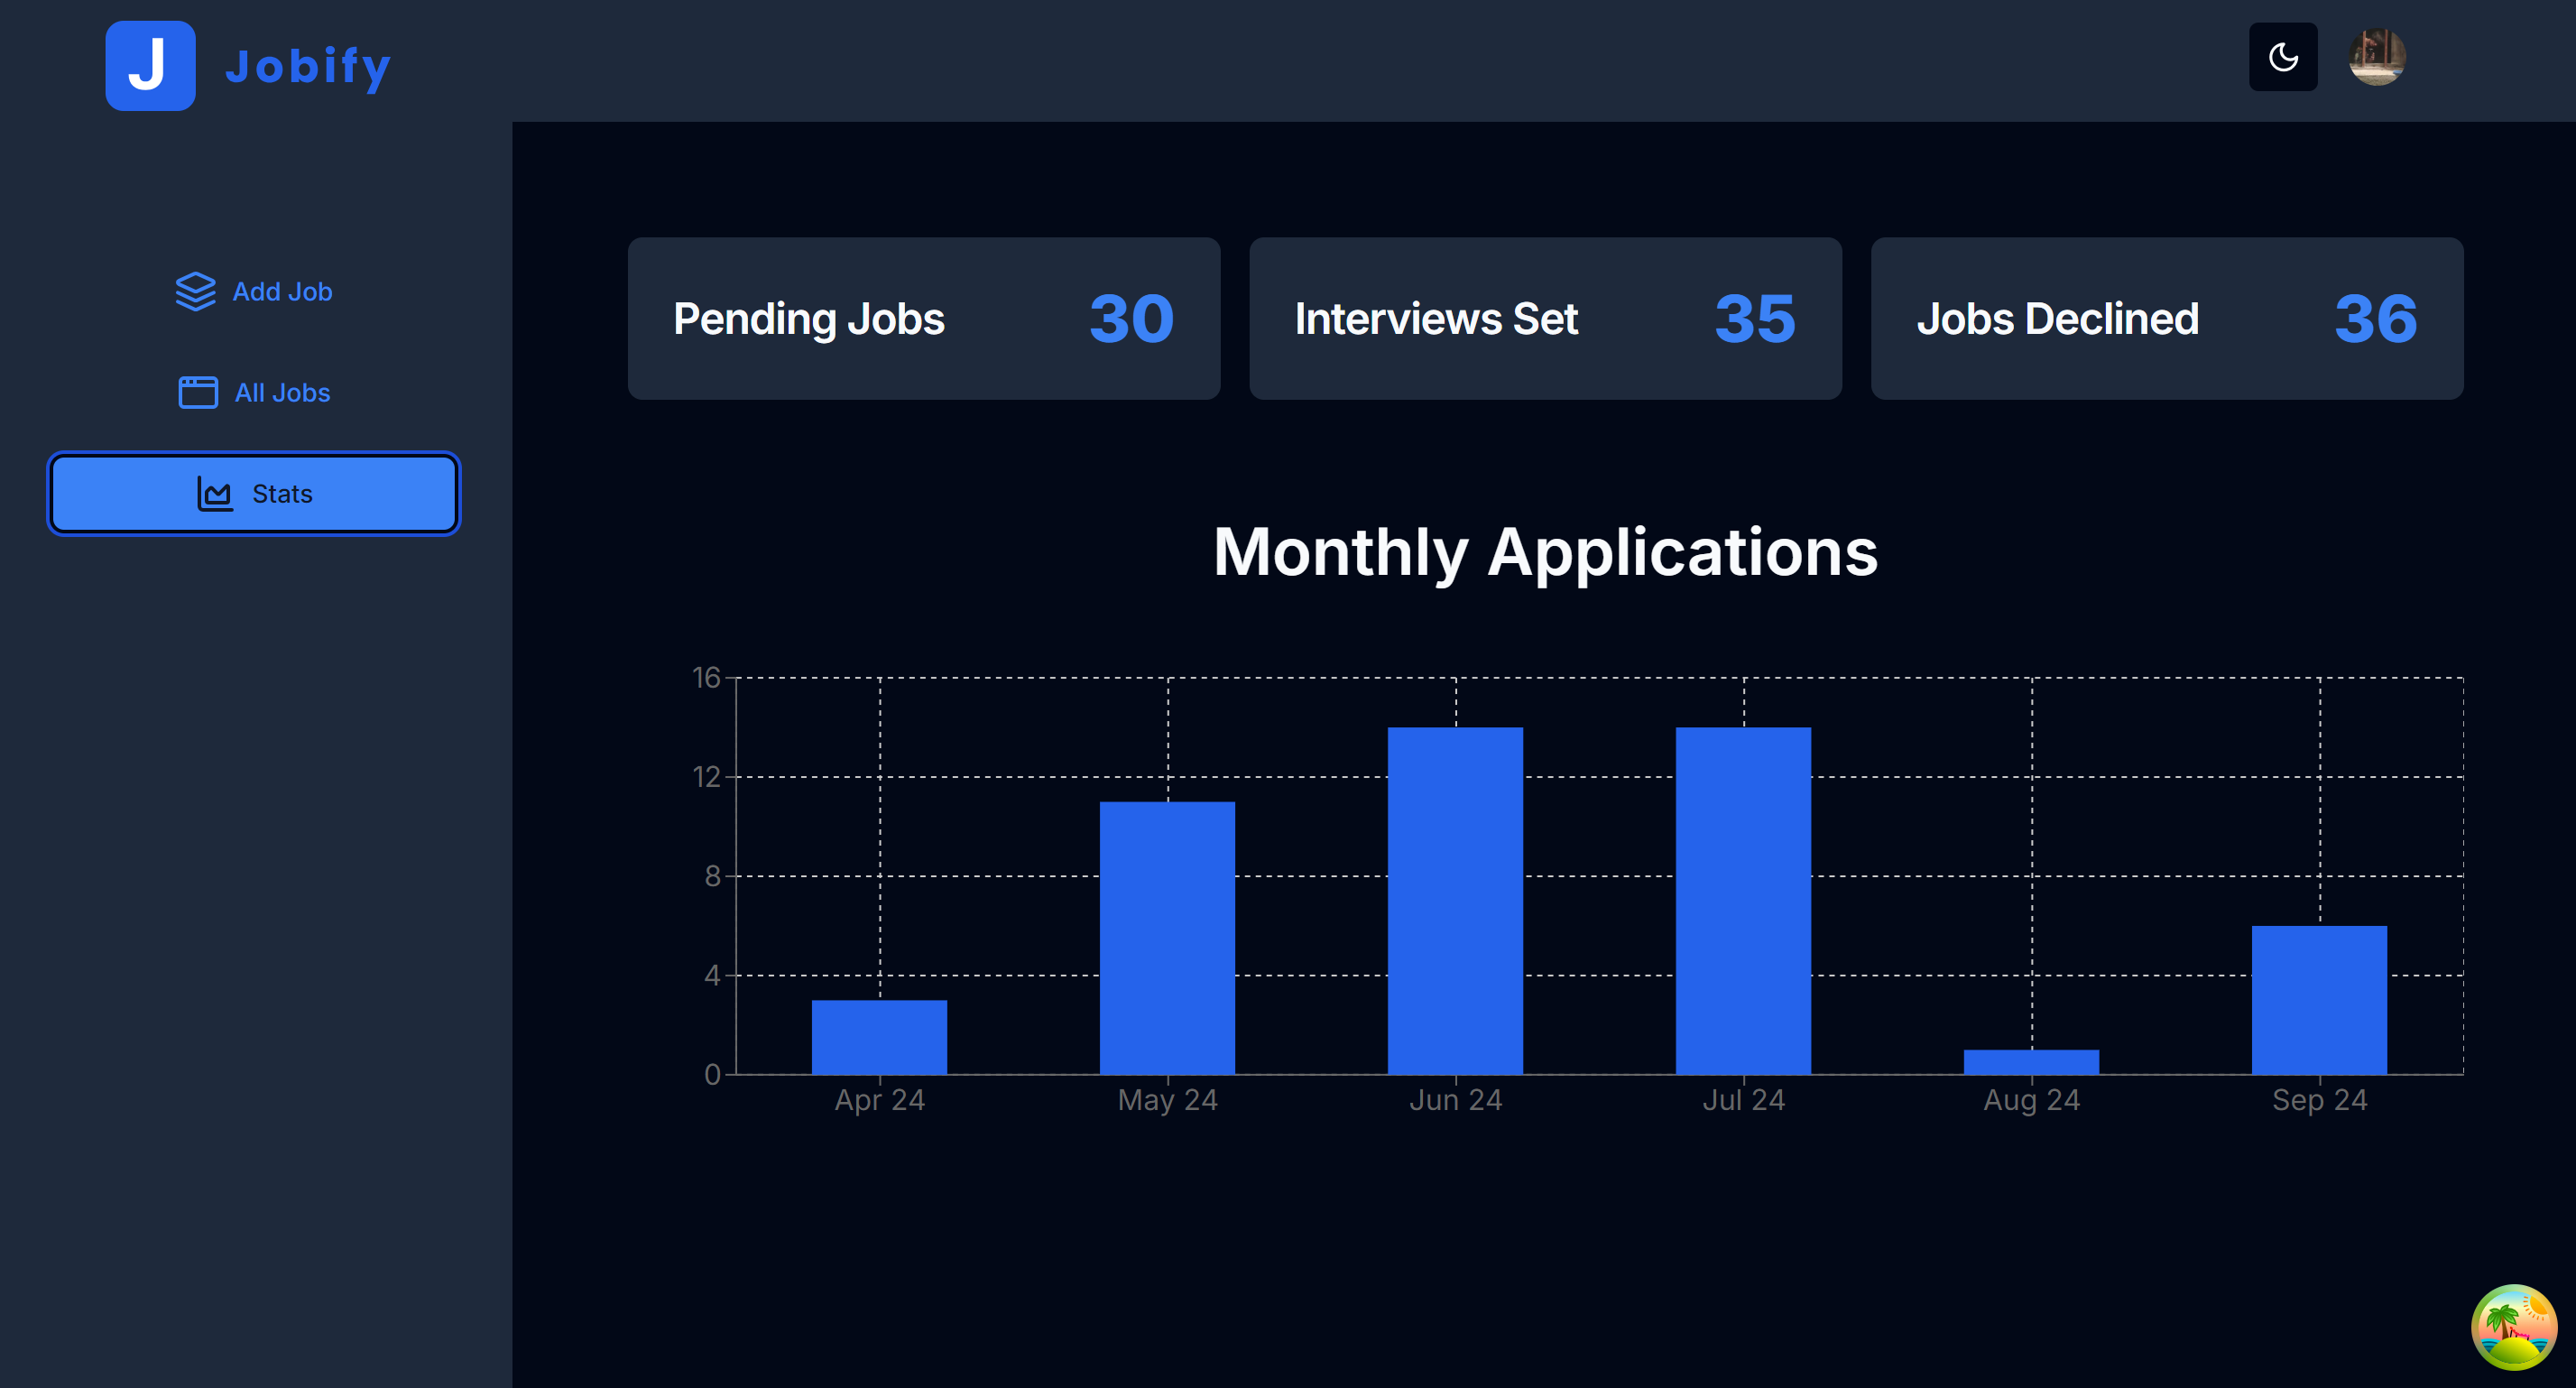 J Jobify
Add Job
All Jobs
Stats
Pending Jobs 30
Interviews Set 35
Jobs Declined 36
Monthly Applications
16
12
8
4
0
Apr 24 May 24 Jun 24 Jul 24 Aug 24 Sep 24